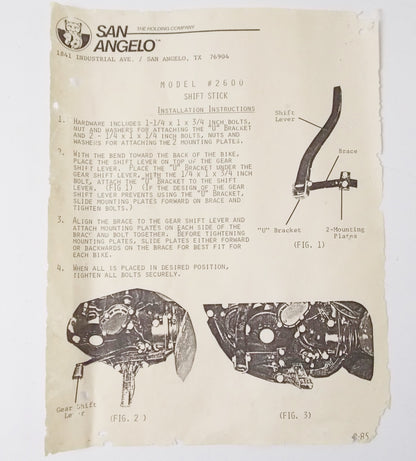 SAN ANGELO™
THE HOLDING COMPANY
1841 INDUSTRIAL AVE. / SAN ANGELO, TX 76904
MODEL #2600
SHIFT STICK
INSTALLATION INSTRUCTIONS
1. HARDWARE INCLUDES 1-1/4 x 1 x 3/4 INCH BOLTS,
NUT AND WASHERS FOR ATTACHING THE "U" BRACKET
AND 2 - 1/4 x 1 x 1/4 INCH BOLTS, NUTS AND
WASHERS FOR ATTACHING THE 2 MOUNTING PLATES.
2. WITH THE BEND TOWARD THE BACK OF THE BIKE,
PLACE THE SHIFT LEVER ON TOP OF THE GEAR
SHIFT LEVER. PLACE THE "U" BRACKET UNDER THE
GEAR SHIFT LEVER, WITH THE 1/4 x 1 x 3/4 INCH
BOLT, ATTACH THE "U" BRACKET TO THE SHIFT
LEVER. (FIG 1) (IF THE DESIGN OF THE GEAR
SHIFT LEVER PREVENTS USING THE "U" BRACKET,
SLIDE MOUNTING PLATES FORWARD ON BRACE AND
TIGHTEN BOLTS.)
3. ALIGN THE BRACE TO THE GEAR SHIFT LEVER AND
ATTACH MOUNTING PLATES ON EACH SIDE OF THE
BRACE AND BOLT TOGETHER. BEFORE TIGHTENING
MOUNTING PLATES, SLIDE PLATES EITHER FORWARD
OR BACKWARDS ON THE BRACE FOR BEST FIT FOR
EACH BIKE.
4. WHEN ALL IS PLACED IN DESIRED POSITION,
TIGHTEN ALL BOLTS SECURELY.
Shift
Lever
Brace
"U" Bracket
2-Mounting
Plates
(FIG. 1)
Gear Shift
Lever
(FIG. 2)
(FIG. 3)